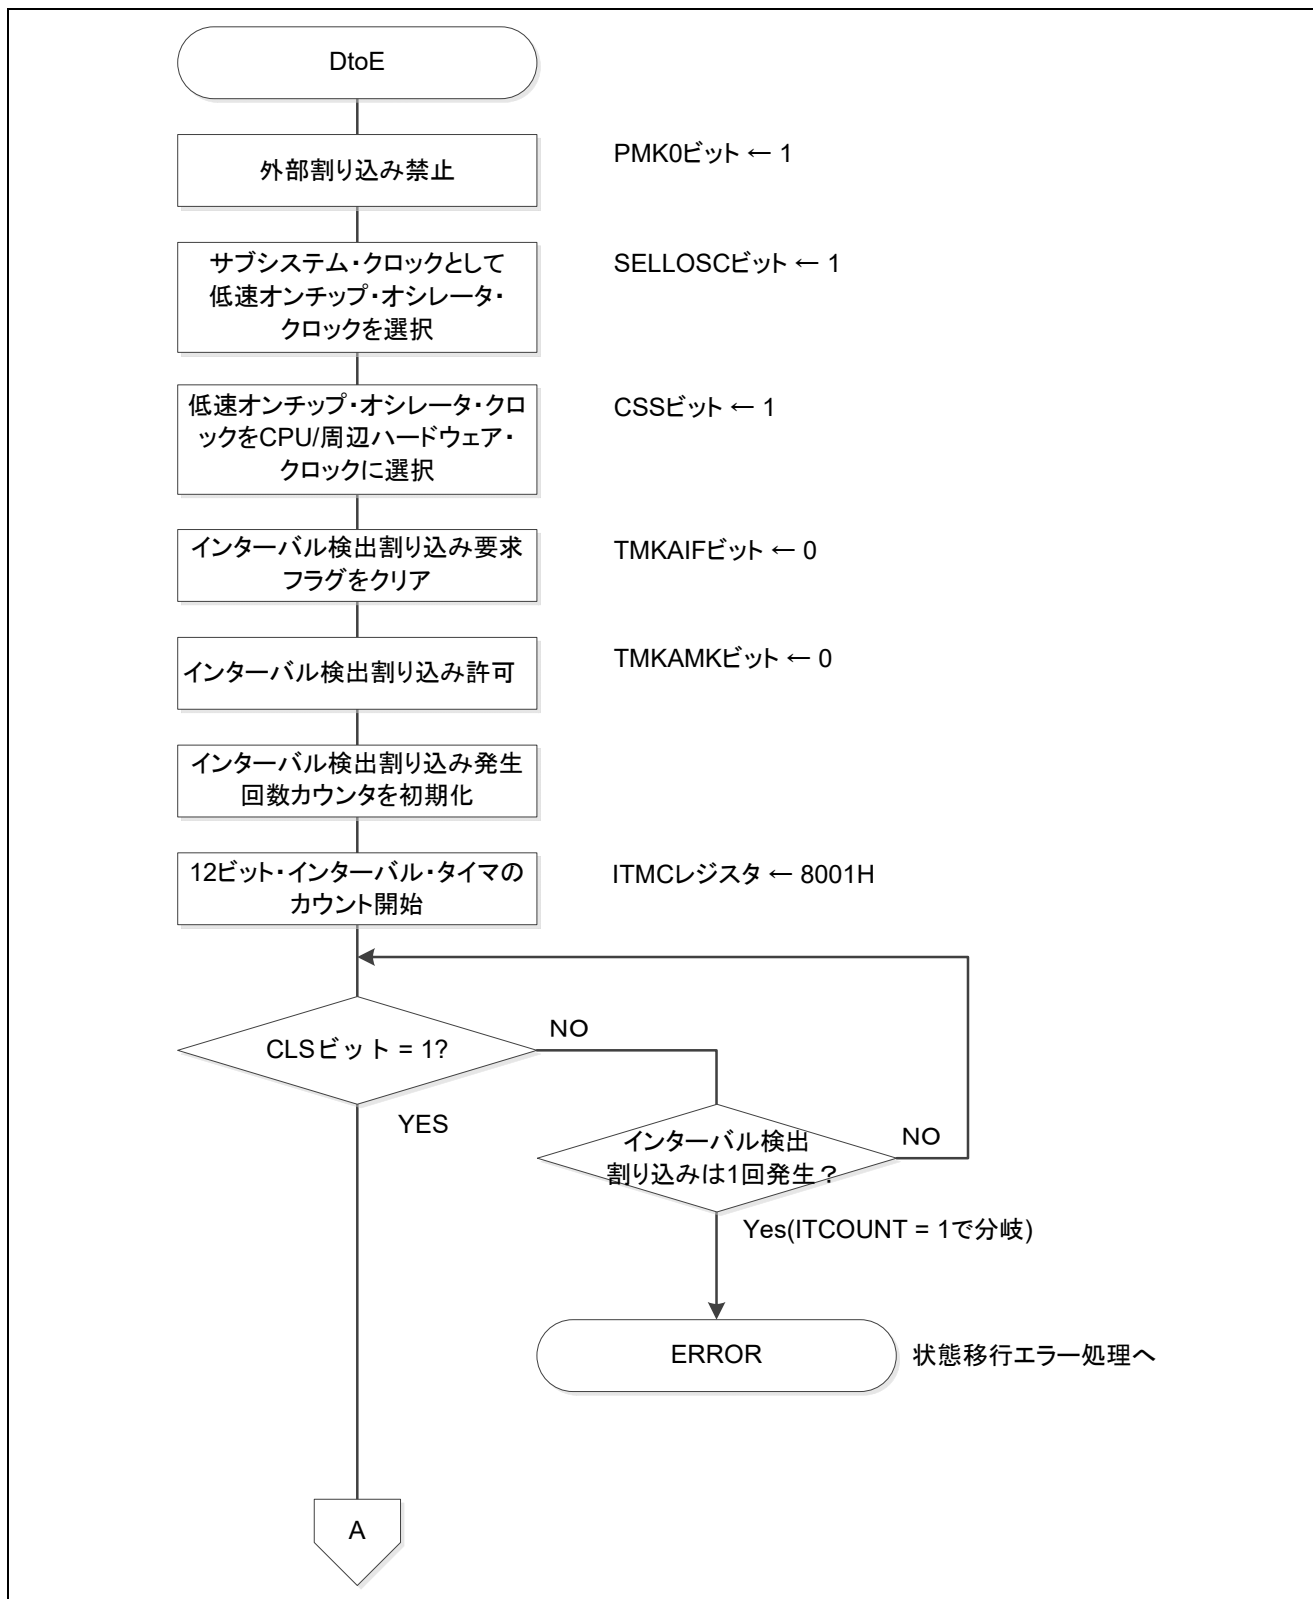 DtoE
外部割り込み禁止
PMK0ビット ← 1
サブシステム・クロックとして
低速オンチップ・オシレータ・
クロックを選択
SELLOSCビット ← 1
低速オンチップ・オシレータ・クロ
ックをCPU/周辺ハードウェア・
クロックに選択
CSSビット ← 1
インターバル検出割り込み要求
フラグをクリア
TMKAIFビット ← 0
インターバル検出割り込み許可
TMKAMKビット ← 0
インターバル検出割り込み発生
回数カウンタを初期化
12ビット・インターバル・タイマの
カウント開始
ITMCレジスタ ← 8001H
CLSビット = 1?
NO
YES
インターバル検出
割り込みは1回発生？
NO
Yes(ITCOUNT = 1で分岐)
ERROR
状態移行エラー処理へ
A